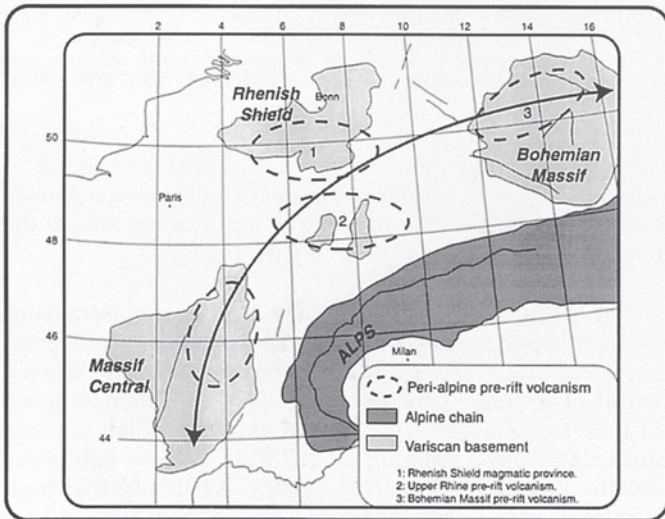 2 4 6 8 10 12 14 16
Rhenish
Shield
Bonn
50
1
3
Bohemian
Massif
Paris
2
48
46
ALPS
Massif
Central
Milan
44
Peri-alpine pre-rift volcanism
Alpine chain
Variscan basement
1: Rhenish Shield magmatic province.
2: Upper Rhine pre-rift volcanism.
3: Bohemian Massif pre-rift volcanism.